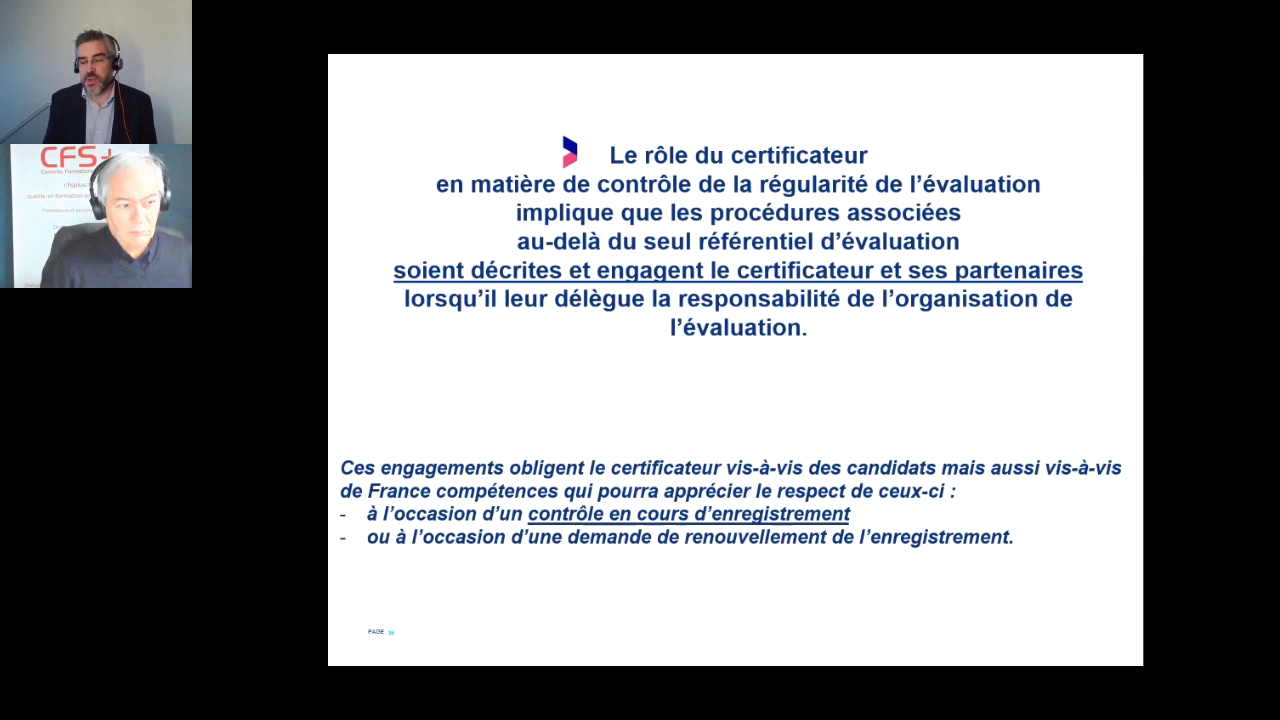 CFS+
Conseils, Formations
Le rôle du certificateur
en matière de contrôle de la régularité de l’évaluation
implique que les procédures associées
au-delà du seul référentiel d’évaluation
soient décrites et engagent le certificateur et ses partenaires
lorsqu’il leur délègue la responsabilité de l’organisation de
l’évaluation.
Ces engagements obligent le certificateur vis-à-vis des candidats mais aussi vis-à-vis
de France compétences qui pourra apprécier le respect de ceux-ci :
- à l’occasion d’un contrôle en cours d’enregistrement
- ou à l’occasion d’une demande de renouvellement de l’enregistrement.
PAGE